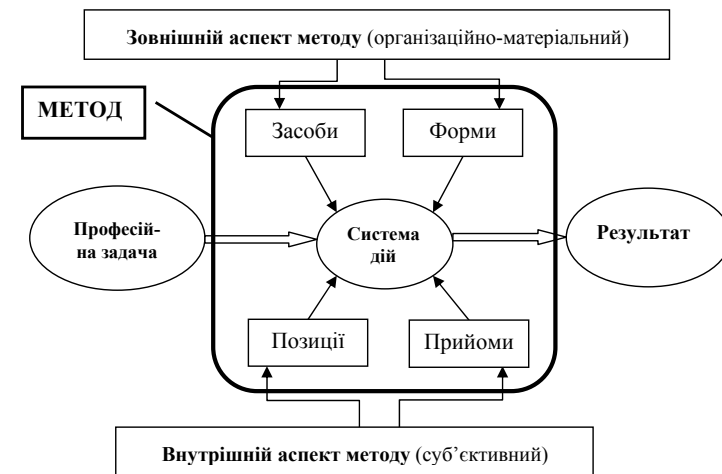 Зовнішній аспект методу (організаційно-матеріальний)
МЕТОД
Засоби
Форми
Професій-
на задача
Система
дій
Результат
Позиції
Прийоми
Внутрішній аспект методу (суб’єктивний)